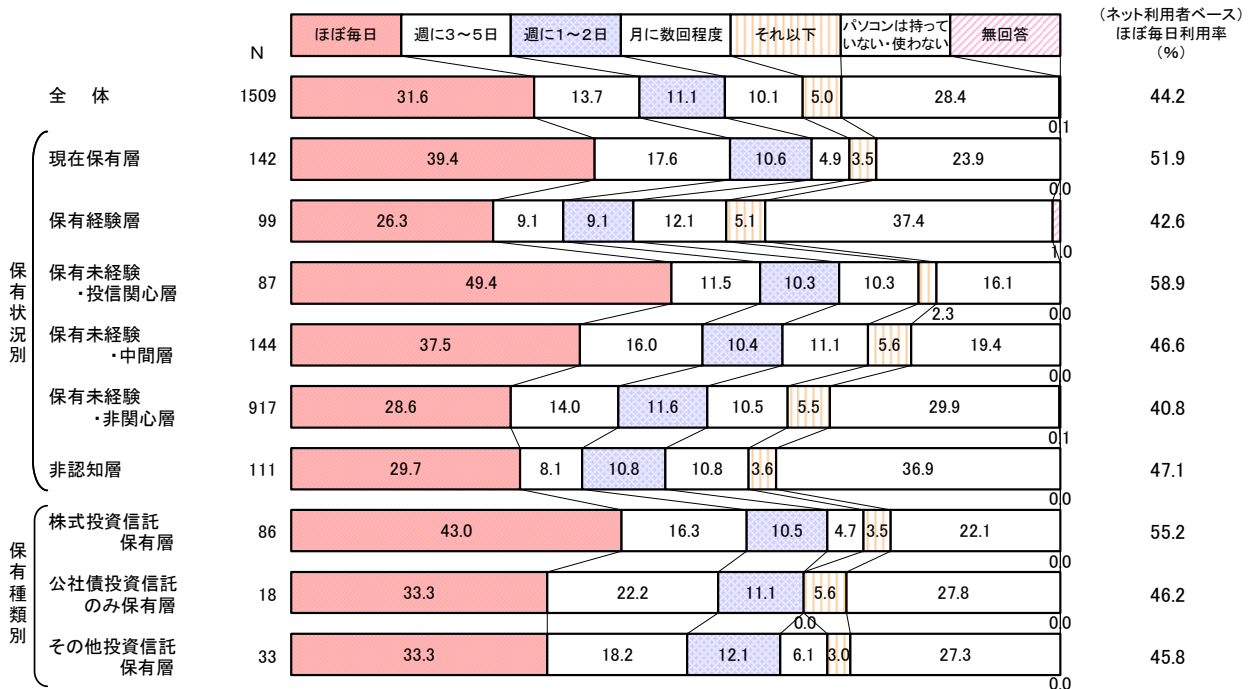 (ネット利用者ベース)
ほぼ毎日利用率
(%)
N ほぼ毎日 週に3~5日 週に1~2日 月に数回程度 それ以下 パソコンは持って
いない・使わない 無回答
全 体 1509 31.6 13.7 11.1 10.1 5.0 28.4 44.2
0.1
保有状況別
現在保有層 142 39.4 17.6 10.6 4.9 3.5 23.9 51.9
0.0
保有経験層 99 26.3 9.1 9.1 12.1 5.1 37.4 42.6
1.0
保有未経験
・投信関心層 87 49.4 11.5 10.3 10.3 16.1 58.9
2.3 0.0
保有未経験
・中間層 144 37.5 16.0 10.4 11.1 5.6 19.4 46.6
0.0
保有未経験
・非関心層 917 28.6 14.0 11.6 10.5 5.5 29.9 40.8
0.1
非認知層 111 29.7 8.1 10.8 10.8 3.6 36.9 47.1
0.0
保有種類別
株式投資信託
保有層 86 43.0 16.3 10.5 4.7 3.5 22.1 55.2
0.0
公社債投資信託
のみ保有層 18 33.3 22.2 11.1 5.6 27.8 46.2
0.0 0.0
その他投資信託
保有層 33 33.3 18.2 12.1 6.1 3.0 27.3 45.8
0.0